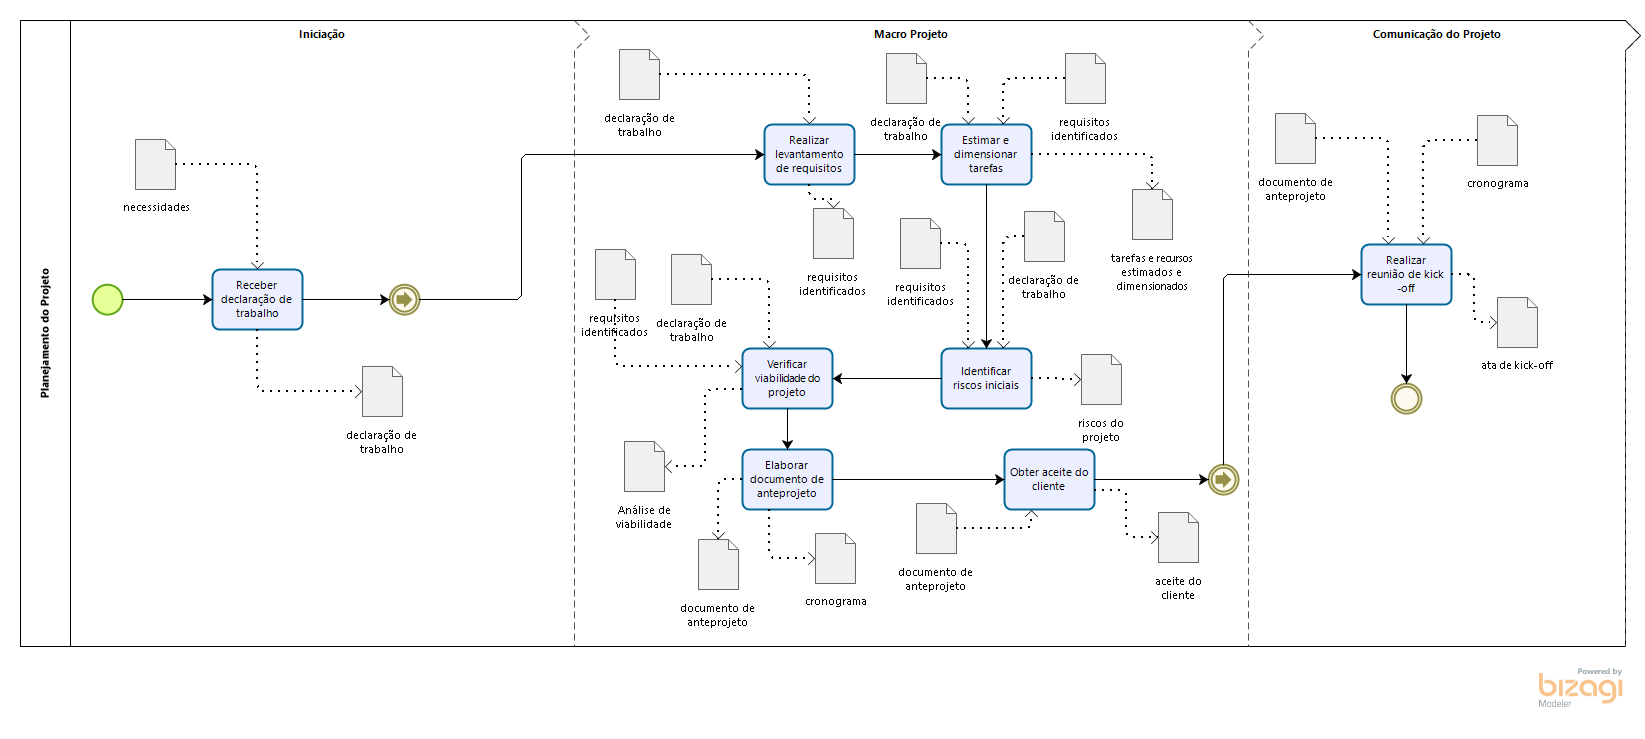 Planejamento do Projeto
Iniciação
necessidades
Receber
declaração de
trabalho
declaração de
trabalho
Macro Projeto
declaração de
trabalho
Realizar
levantamento
de requisitos
requisitos
identificados
declaração de
trabalho
requisitos
identificados
Estimar e
dimensionar
tarefas
tarefas e recursos
estimados e
dimensionados
requisitos
identificados
declaração de
trabalho
Identificar
riscos iniciais
riscos do
projeto
requisitos
identificados
declaração de
trabalho
Verificar
viabilidade do
projeto
Análise de
viabilidade
Elaborar
documento de
anteprojeto
documento de
anteprojeto
cronograma
documento de
anteprojeto
Obter aceite do
cliente
aceite do
cliente
Comunicação do Projeto
documento de
anteprojeto
cronograma
Realizar
reunião de kick
-off
ata de kick-off
Powered by
bizagi
Modeler